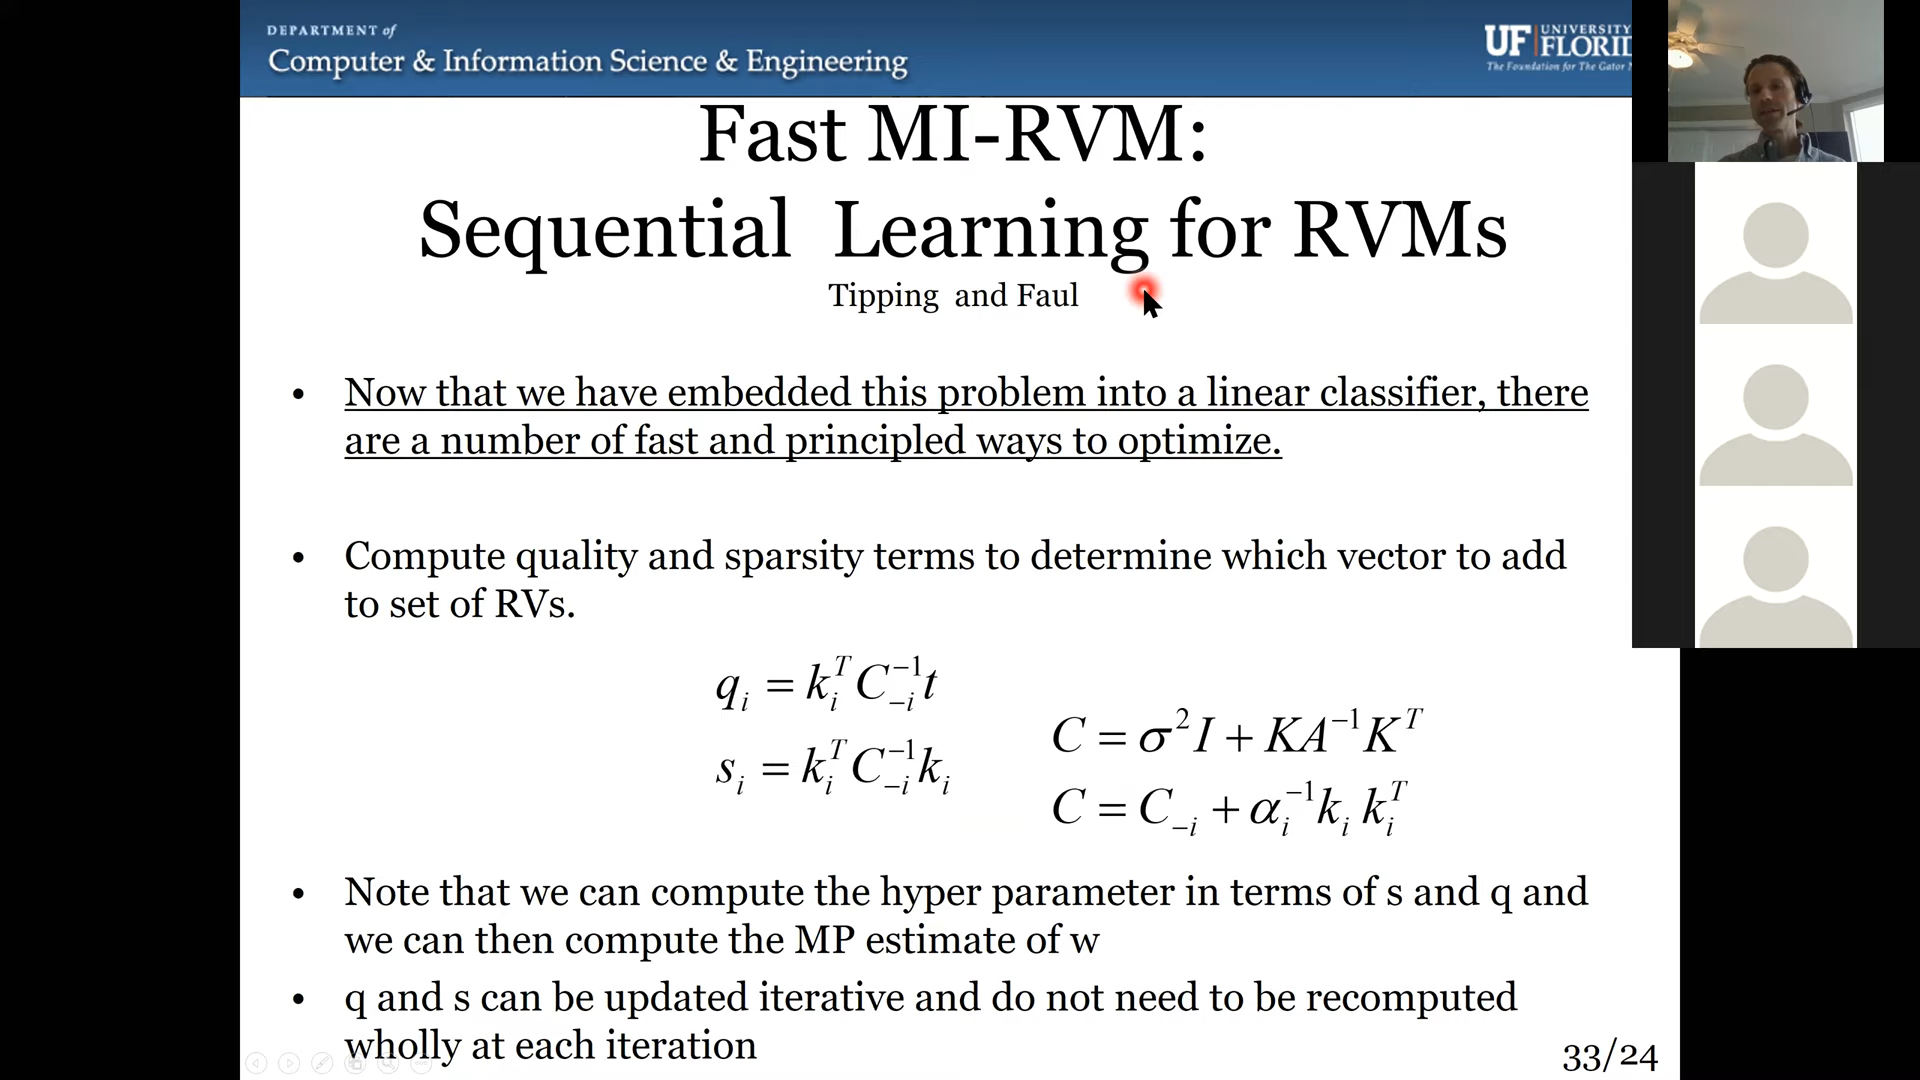 DEPARTMENT of
Computer & Information Science & Engineering
UF UNIVERSITY
FLORID
The Foundation for The Gator N
Fast MI-RVM:
Sequential Learning for RVMs
Tipping and Faul
• Now that we have embedded this problem into a linear classifier, there
are a number of fast and principled ways to optimize.
• Compute quality and sparsity terms to determine which vector to add
to set of RVs.
q_i = k_i^T C_{-i}^{-1} t
s_i = k_i^T C_{-i}^{-1} k_i
C = σ^2 I + KA^{-1} K^T
C = C_{-i} + α_i^{-1} k_i k_i^T
• Note that we can compute the hyper parameter in terms of s and q and
we can then compute the MP estimate of w
• q and s can be updated iterative and do not need to be recomputed
wholly at each iteration
33/24